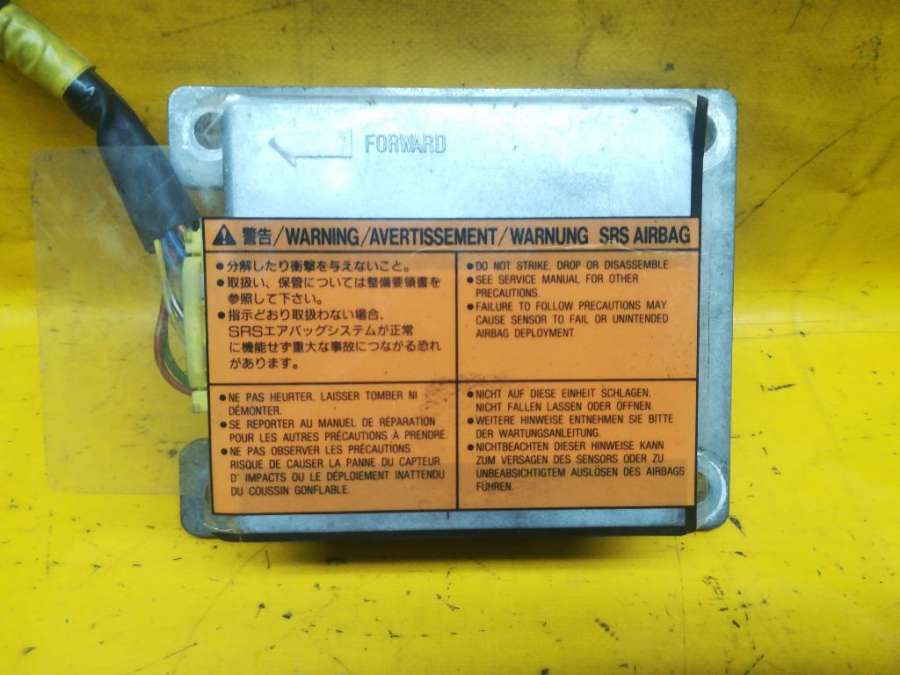 FORWARD
警告/WARNING/AVERTISSEMENT/WARNUNG SRS AIRBAG
●分解したり衝撃を与えないこと。
●取扱い、保管については整備要領書を
参照して下さい。
●指示どおり取扱わない場合、
SRSエアバッグシステムが正常
に機能せず重大な事故につながる恐れ
があります。
●DO NOT STRIKE, DROP OR DISASSEMBLE.
●SEE SERVICE MANUAL FOR OTHER
PRECAUTIONS.
●FAILURE TO FOLLOW PRECAUTIONS MAY
CAUSE SENSOR TO FAIL OR UNINTENDED
AIRBAG DEPLOYMENT.
●NE PAS HEURTER, LAISSER TOMBER NI
DÉMONTER.
●SE REPORTER AU MANUEL DE RÉPARATION
POUR LES AUTRES PRÉCAUTIONS À PRENDRE.
●NE PAS OBSERVER LES PRÉCAUTIONS
RISQUE DE CAUSER LA PANNE DU CAPTEUR
D' IMPACTS OU LE DÉPLOIEMENT INATTENDU
DU COUSSIN GONFLABLE.
●NICHT AUF DIESE EINHEIT SCHLAGEN,
NICHT FALLEN LASSEN ODER ÖFFNEN.
●WEITERE HINWEISE ENTNEHMEN SIE BITTE
DER WARTUNGSANLEITUNG.
●NICHTBEACHTEN DIESER HINWEISE KANN
ZUM VERSAGEN DES SENSORS ODER ZU
UNBEABSICHTIGTEM AUSLÖSEN DES AIRBAGS
FÜHREN.